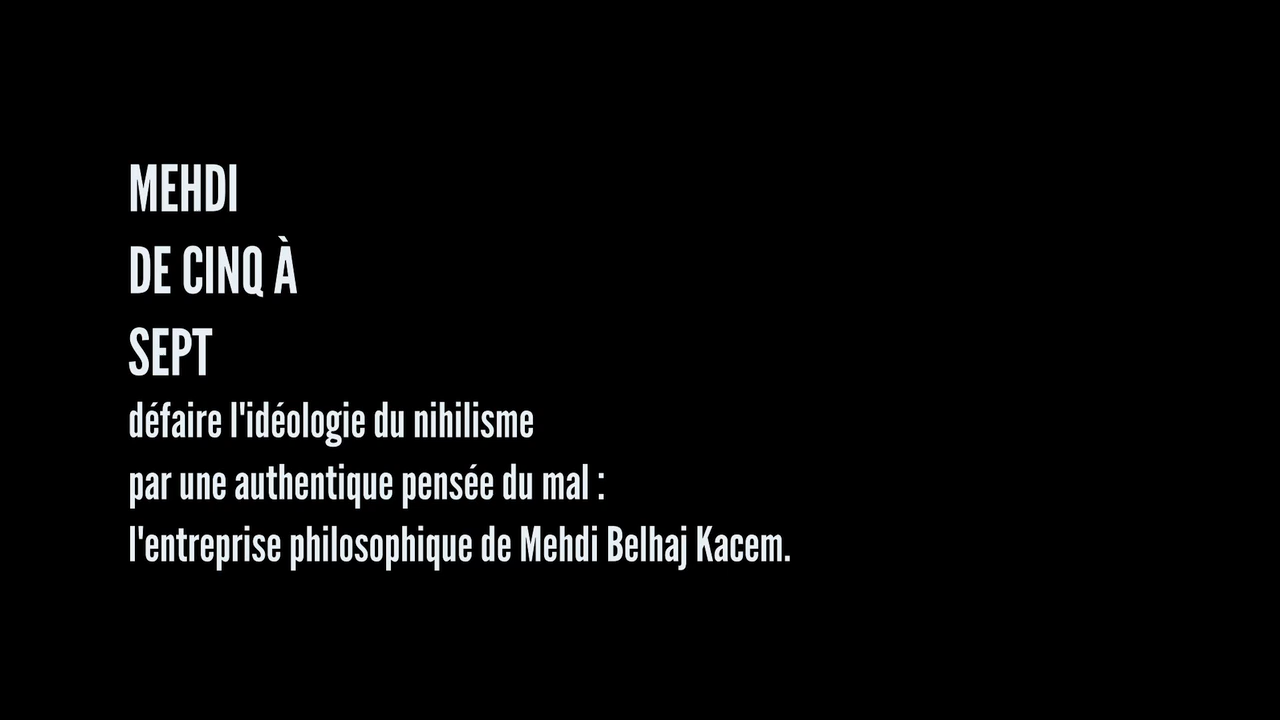 MEHDI
DE CINQ À
SEPT
défaire l'idéologie du nihilisme
par une authentique pensée du mal :
l'entreprise philosophique de Mehdi Belhaj Kacem.